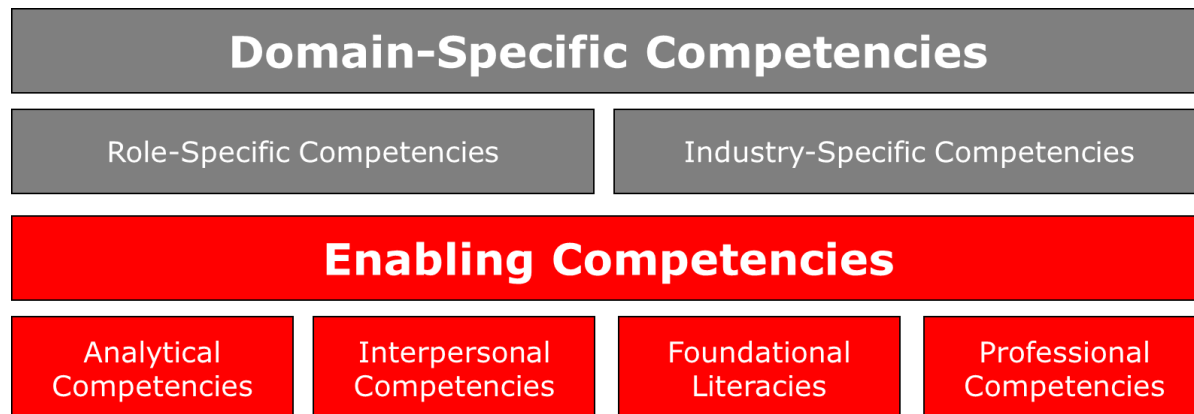 Domain-Specific Competencies
Role-Specific Competencies
Industry-Specific Competencies
Enabling Competencies
Analytical
Competencies
Interpersonal
Competencies
Foundational
Literacies
Professional
Competencies